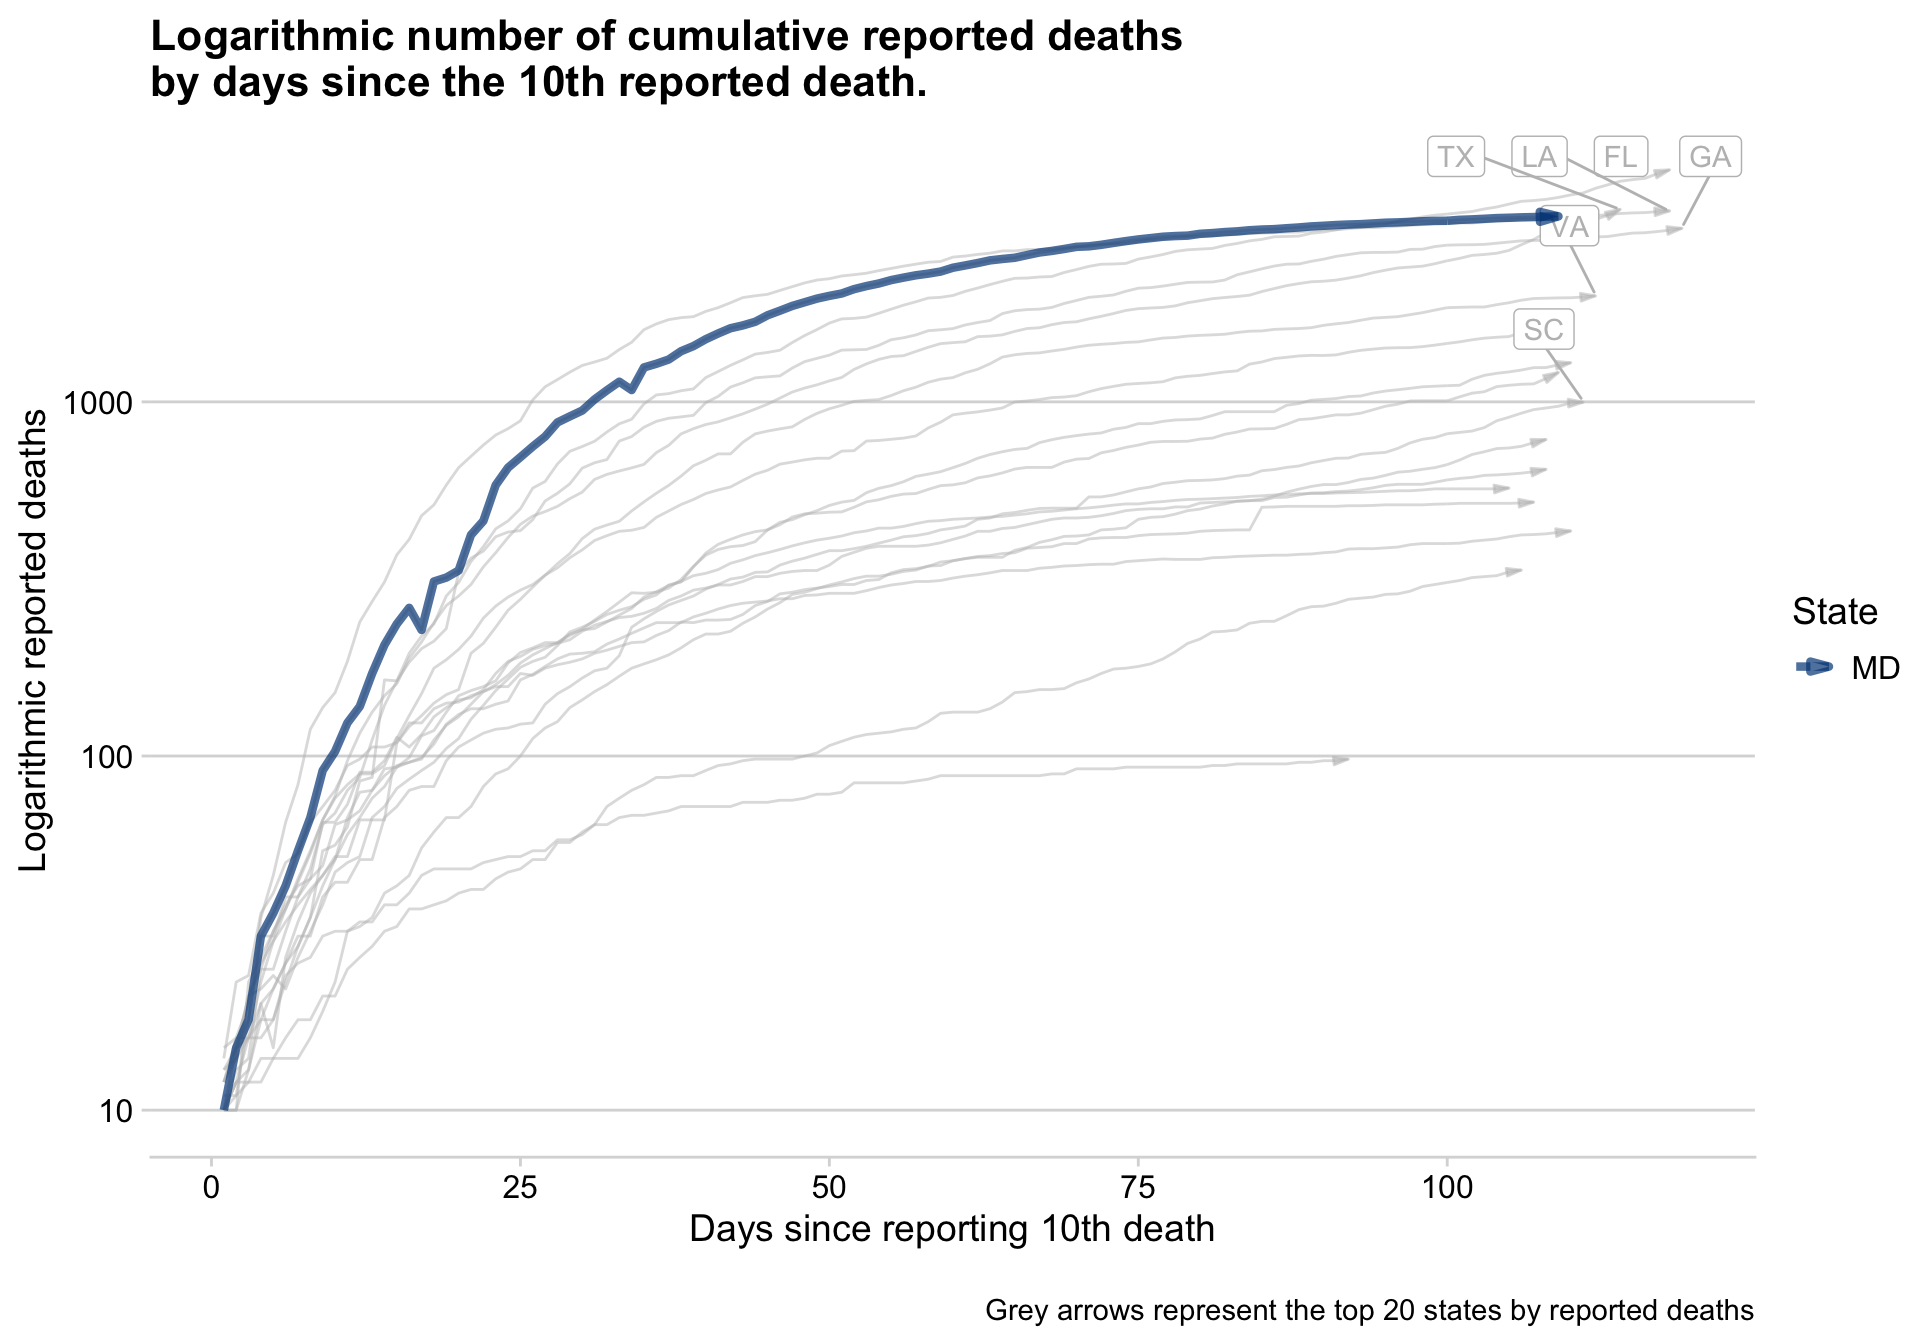 Logarithmic number of cumulative reported deaths
by days since the 10th reported death.
TX LA FL GA
VA
SC
1000
100
10
Logarithmic reported deaths
0 25 50 75 100
Days since reporting 10th death
State
MD
Grey arrows represent the top 20 states by reported deaths